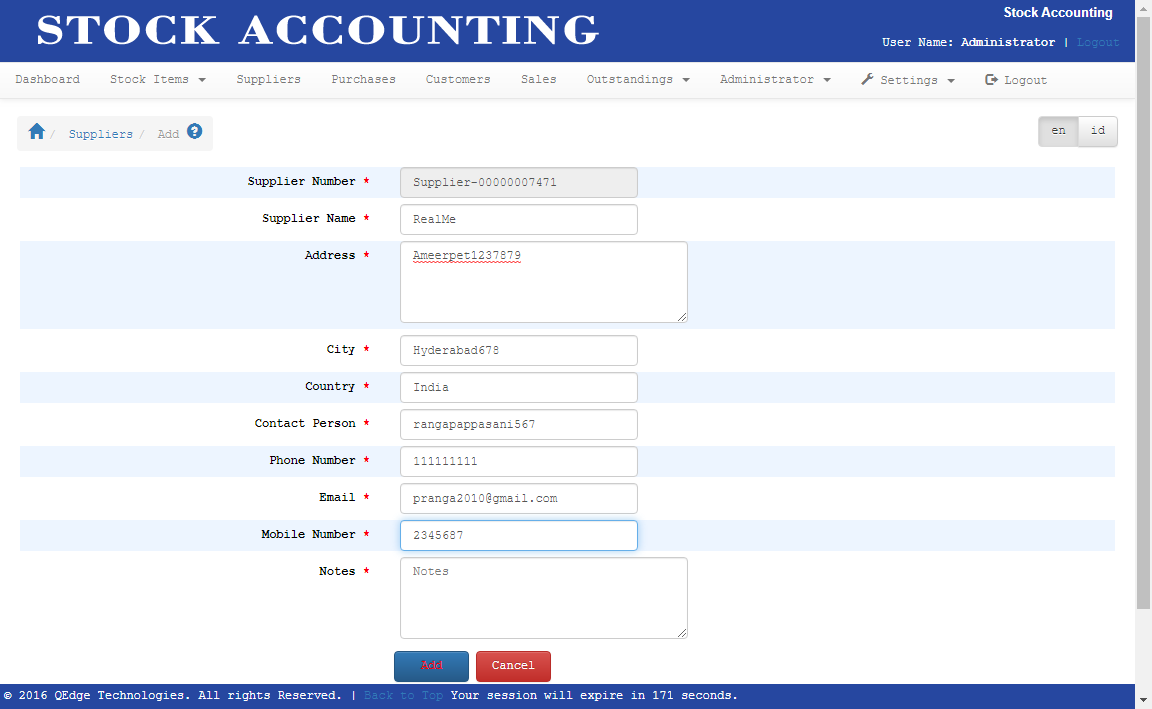 STOCK ACCOUNTING
Stock Accounting
User Name: Administrator | Logout
Dashboard Stock Items Suppliers Purchases Customers Sales Outstandings Administrator Settings Logout
/ Suppliers / Add ?
en id
Supplier Number * Supplier-00000007471
Supplier Name * RealMe
Address * Ameerpet1237879
City * Hyderabad678
Country * India
Contact Person * rangapappasani567
Phone Number * 111111111
Email * pranga2010@gmail.com
Mobile Number * 2345687
Notes * Notes
Add Cancel
© 2016 QEdge Technologies. All rights Reserved. | Back to Top Your session will expire in 171 seconds.